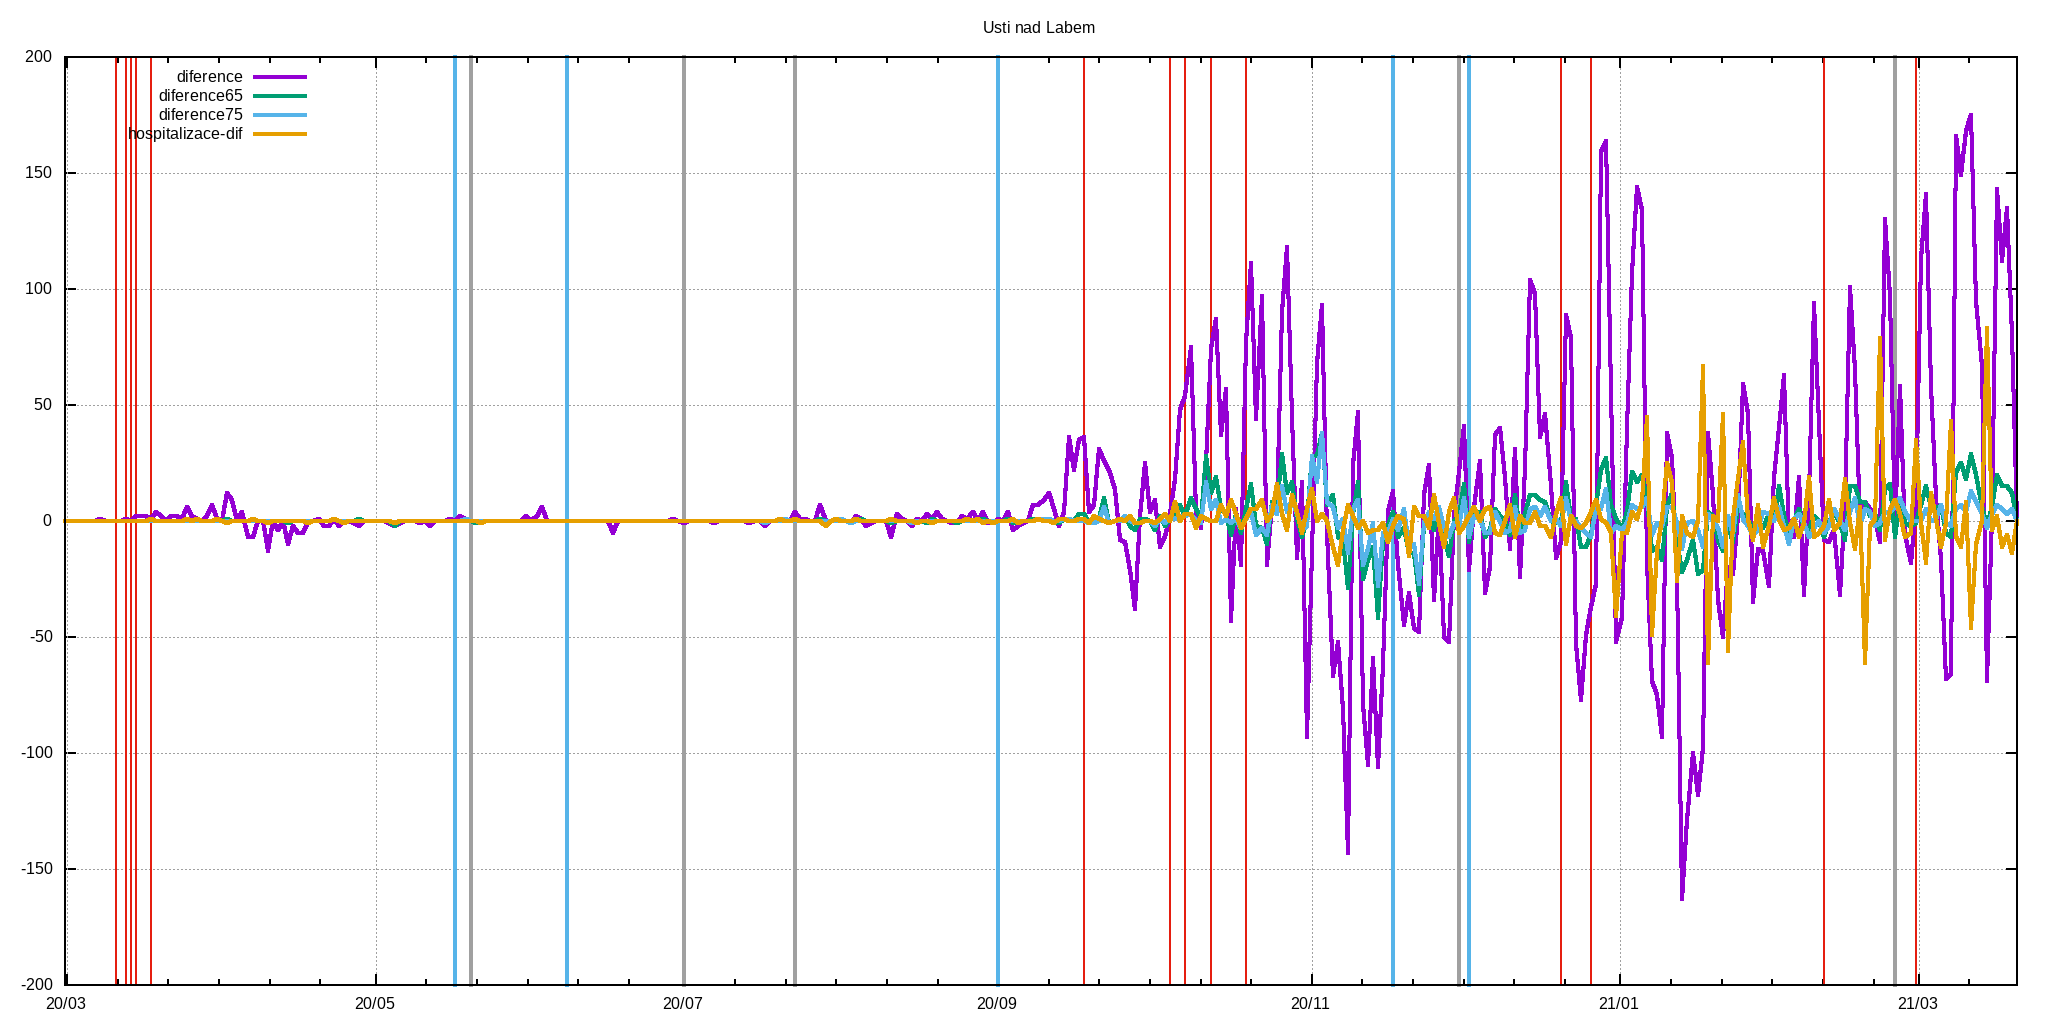 Usti nad Labem
200
150
100
50
0
-50
-100
-150
-200
diference
diference65
diference75
hospitalizace-dif
20/03 20/05 20/07 20/09 20/11 21/01 21/03